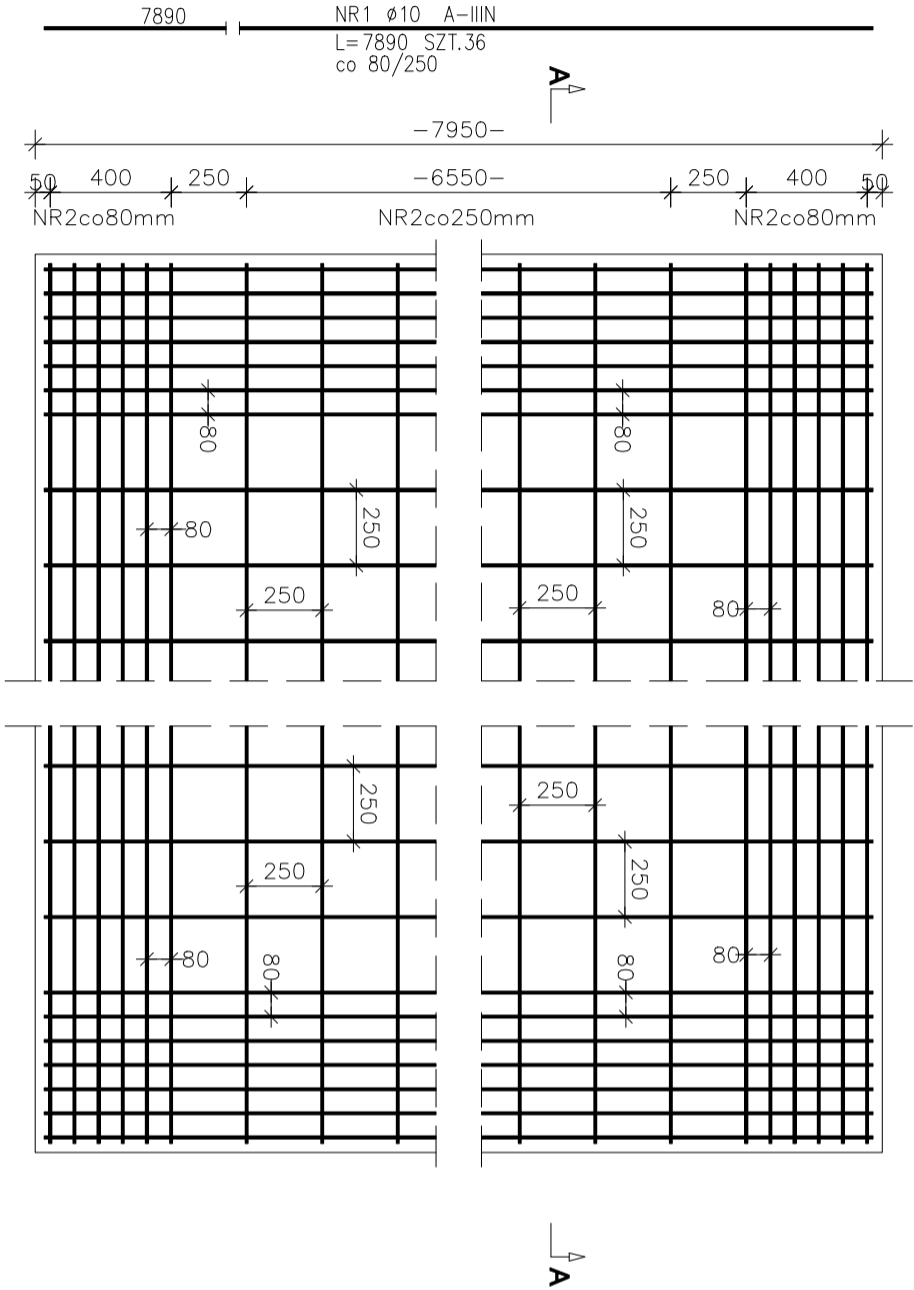 7890
NR1 ø10 A-IIIN
L=7890 SZT.36
co 80/250
A
-7950-
50 400 250 -6550- 250 400 50
NR2co80mm NR2co250mm NR2co80mm
80 80
250 250
80
250 250 80
250 250
250 250
80 80 80 80
A